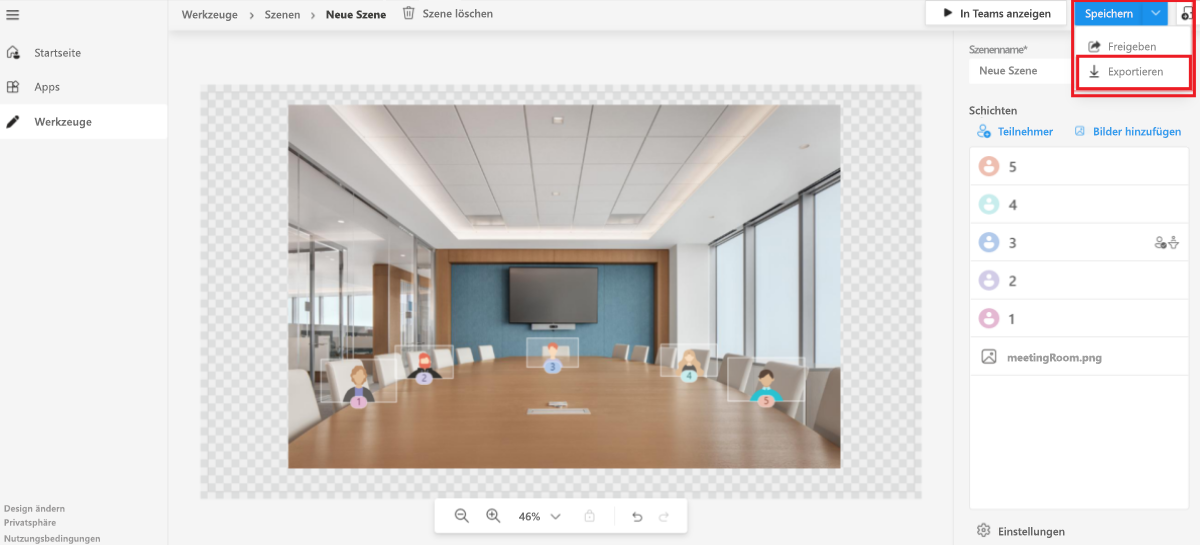 Werkzeuge > Szenen > Neue Szene Szene löschen
In Teams anzeigen
Speichern
Freigeben
Exportieren
Startseite
Apps
Werkzeuge
Szenenname*
Neue Szene
Schichten
Teilnehmer Bilder hinzufügen
5
4
3
2
1
meetingRoom.png
Einstellungen
1
2
3
4
5
46%
Design ändern
Privatsphäre
Nutzungsbedingungen